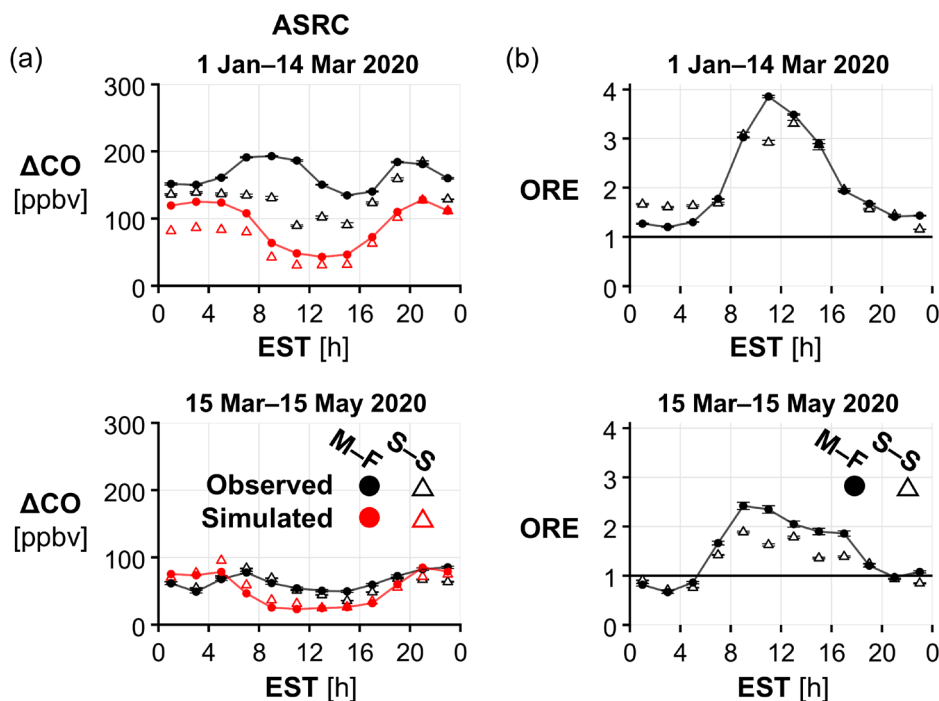 ASRC
(a)
1 Jan–14 Mar 2020
ΔCO
[ppbv]
300
200
100
0
0 4 8 12 16 20 0
EST [h]
(b)
1 Jan–14 Mar 2020
ORE
4
3
2
1
0
0 4 8 12 16 20 0
EST [h]
15 Mar–15 May 2020
ΔCO
[ppbv]
300
200
100
0
M–F S–S
Observed
Simulated
0 4 8 12 16 20 0
EST [h]
15 Mar–15 May 2020
ORE
4
3
2
1
0
M–F S–S
0 4 8 12 16 20 0
EST [h]